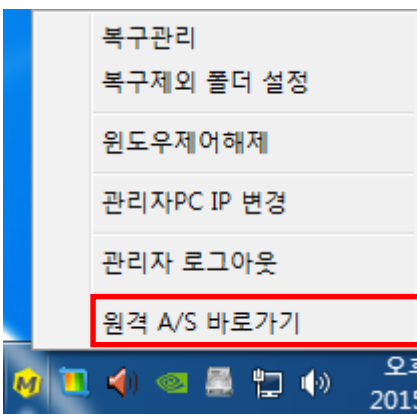 복구관리
복구제외 폴더 설정
윈도우제어해제
관리자PC IP 변경
관리자 로그아웃
원격 A/S 바로가기
M